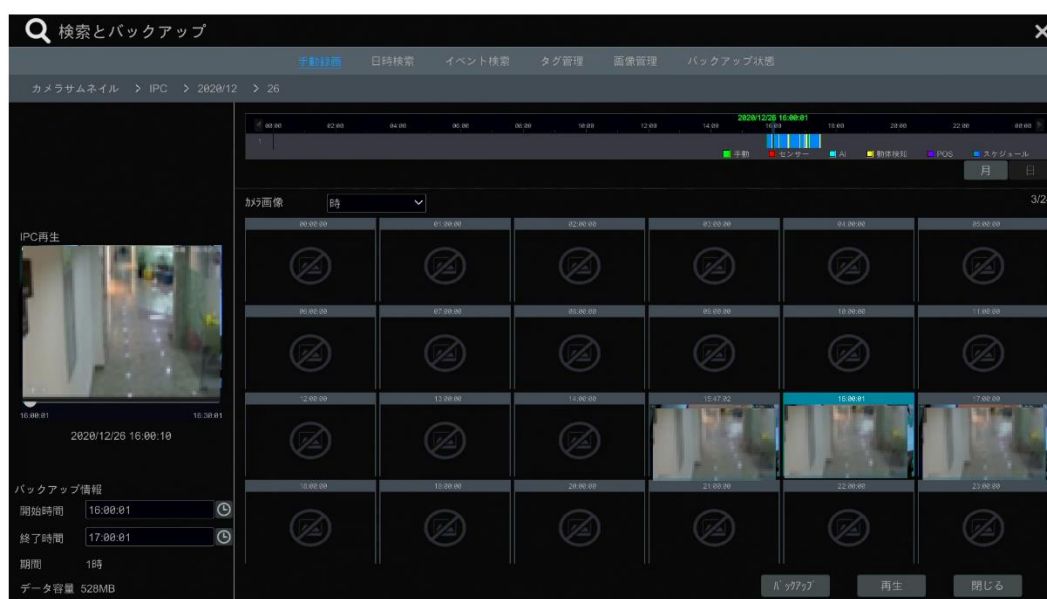 検索とバックアップ
手動録画 日時検索 イベント検索 タグ管理 画像管理 バックアップ状態
カメラサムネイル > IPC > 2020/12 > 26
2020/12/26 16:00:01
00:00 02:00 04:00 06:00 08:00 10:00 12:00 14:00 16:00 18:00 20:00 22:00 00:00
1
手動 センサー AI 動体検知 POS スケジュール
月 日
カメラ画像 時 3/2
00:00:00 01:00:00 02:00:00 03:00:00 04:00:00 05:00:00
IPC再生
06:00:00 07:00:00 08:00:00 09:00:00 10:00:00 11:00:00
12:00:00 13:00:00 14:00:00 15:47:02 16:00:01 17:00:00
16:00:01 16:30:01
2020/12/26 16:00:10
18:00:00 19:00:00 20:00:00 21:00:00 22:00:00 23:00:00
バックアップ情報
開始時間 16:00:01
終了時間 17:00:01
期間 1時
データ容量 528MB
バックアップ 再生 閉じる